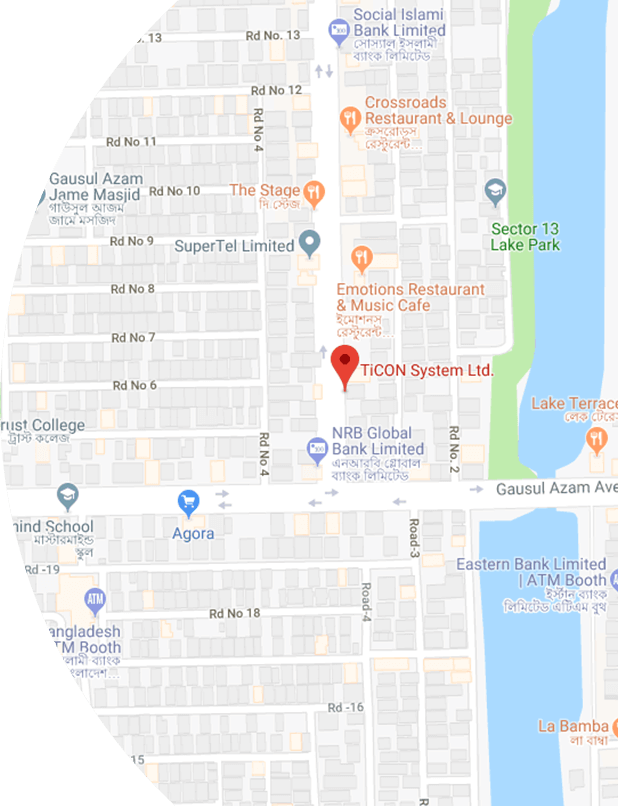 Social Islami
Bank Limited
সোস্যাল ইসলামী
ব্যাংক লিমিটেড
. 13
Rd No. 13
Rd No 12
Rd No 4
Crossroads
Restaurant & Lounge
ক্রসরোড্স
রেস্টুরেন্ট...
Rd No 11
Gausul Azam
Jame Masjid
গাউসুল আজম
জামে মসজিদ
Rd No 10
The Stage
দি স্টেজ
Sector 13
Lake Park
Rd No 9
SuperTel Limited
Rd No 8
Emotions Restaurant
& Music Cafe
ইমোশনস
রেস্টুরেন্ট...
Rd No 7
TiCON System Ltd.
Rd No 6
Lake Terrace
লেক টেরে
rust College
ট্রাস্ট কলেজ
Rd No 4
NRB Global
Bank Limited
এনআরবি গ্লোবাল
ব্যাংক লিমিটেড
Rd No. 2
Gausul Azam Ave
Agora
hind School
মাস্টারমাইন্ড
স্কুল
Road-3
Rd -19
Eastern Bank Limited
| ATM Booth
ইস্টার্ন ব্যাংক
লিমিটেড এটিএম বুথ
ATM
Road-4
Rd No 18
angladesh
TM Booth
লামী ব্যাংক
ংলাদেশ...
Rd -16
La Bamba
লা বাম্বা
15
R